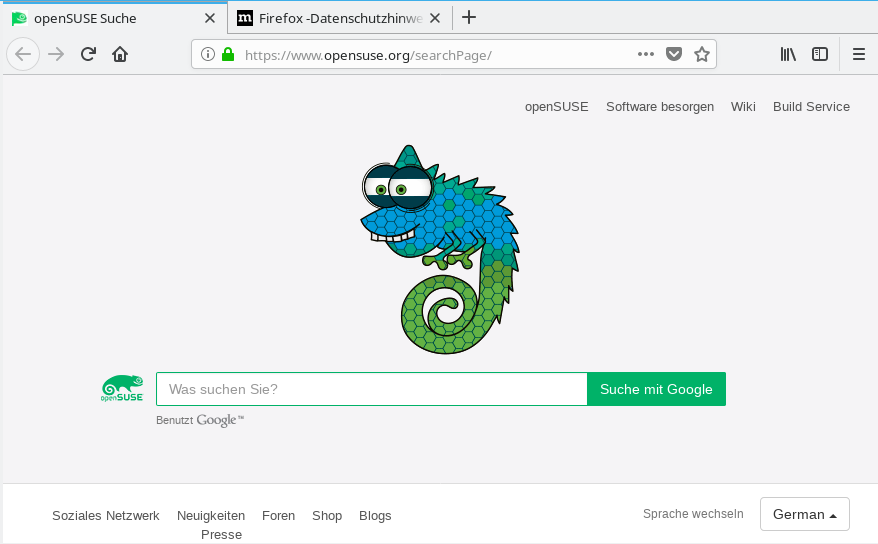 openSUSE Suche
Firefox -Datenschutzhinwe
https://www.opensuse.org/searchPage/
openSUSE Software besorgen Wiki Build Service
openSUSE
Was suchen Sie?
Suche mit Google
Benutzt Google™
Soziales Netzwerk Neuigkeiten Foren Shop Blogs
Presse
Sprache wechseln
German